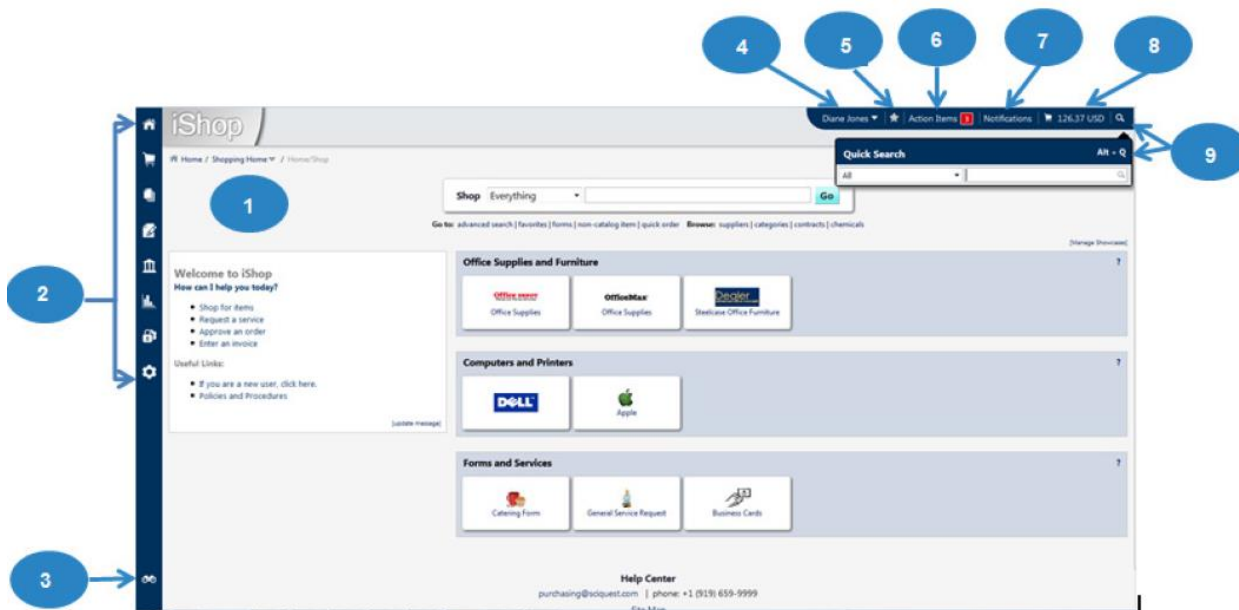 4
5
6
7
8
iShop
Diane Jones
Action Items 3
Notifications
126.37 USD
Home / Shopping Home / Home/Shop
Quick Search Alt + Q
All
9
1
Shop Everything Go
Go to: advanced search | favorites | forms | non-catalog item | quick order Browse: suppliers | categories | contracts | chemicals
[Manage Showcases]
2
Welcome to iShop
How can I help you today?
Shop for items
Request a service
Approve an order
Enter an invoice
Useful Links:
If you are a new user, click here.
Policies and Procedures
[update message]
Office Supplies and Furniture ?
Office Supplies
OfficeMax
Office Supplies
Steelcase Office Furniture
Computers and Printers ?
DELL
Apple
Forms and Services ?
Catering Form
General Service Request
Business Cards
3
Help Center
purchasing@sciquest.com | phone: +1 (919) 659-9999
Site Map